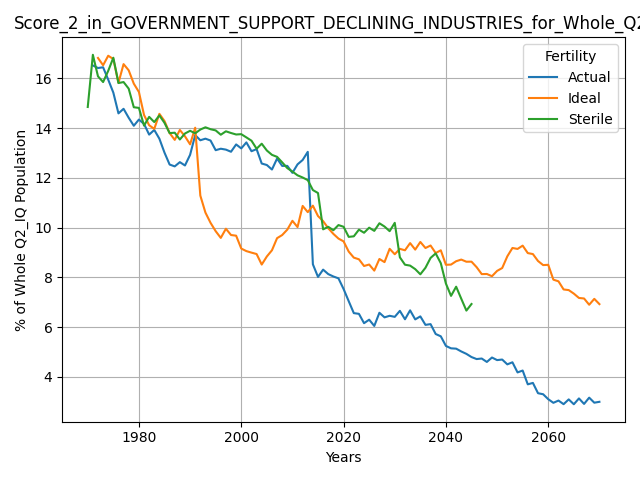 Score_2_in_GOVERNMENT_SUPPORT_DECLINING_INDUSTRIES_for_Whole_Q2
Fertility
Actual
Ideal
Sterile
% of Whole Q2_IQ Population
16
14
12
10
8
6
4
1980 2000 2020 2040 2060
Years